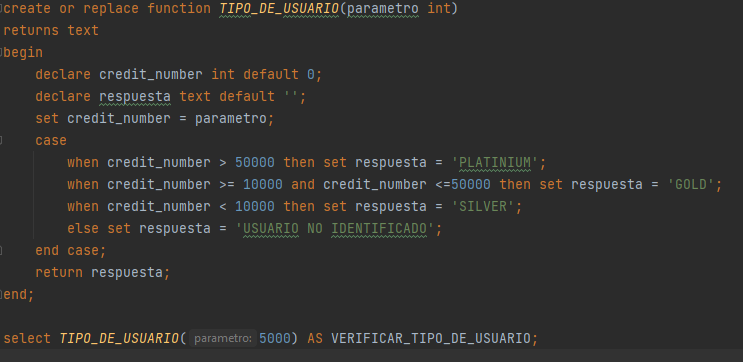 create or replace function TIPO_DE_USUARIO(parametro int)
returns text
begin
    declare credit_number int default 0;
    declare respuesta text default '';
    set credit_number = parametro;
    case
        when credit_number > 50000 then set respuesta = 'PLATINIUM';
        when credit_number >= 10000 and credit_number <=50000 then set respuesta = 'GOLD';
        when credit_number < 10000 then set respuesta = 'SILVER';
        else set respuesta = 'USUARIO NO IDENTIFICADO';
    end case;
    return respuesta;
end;
select TIPO_DE_USUARIO( parametro: 5000) AS VERIFICAR_TIPO_DE_USUARIO;